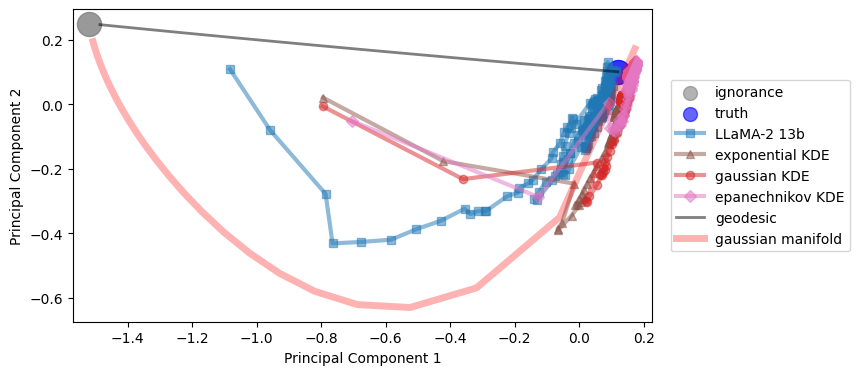 0.2
0.0
−0.2
−0.4
−0.6
Principal Component 2
−1.4 −1.2 −1.0 −0.8 −0.6 −0.4 −0.2 0.0 0.2
Principal Component 1
ignorance
truth
LLaMA-2 13b
exponential KDE
gaussian KDE
epanechnikov KDE
geodesic
gaussian manifold